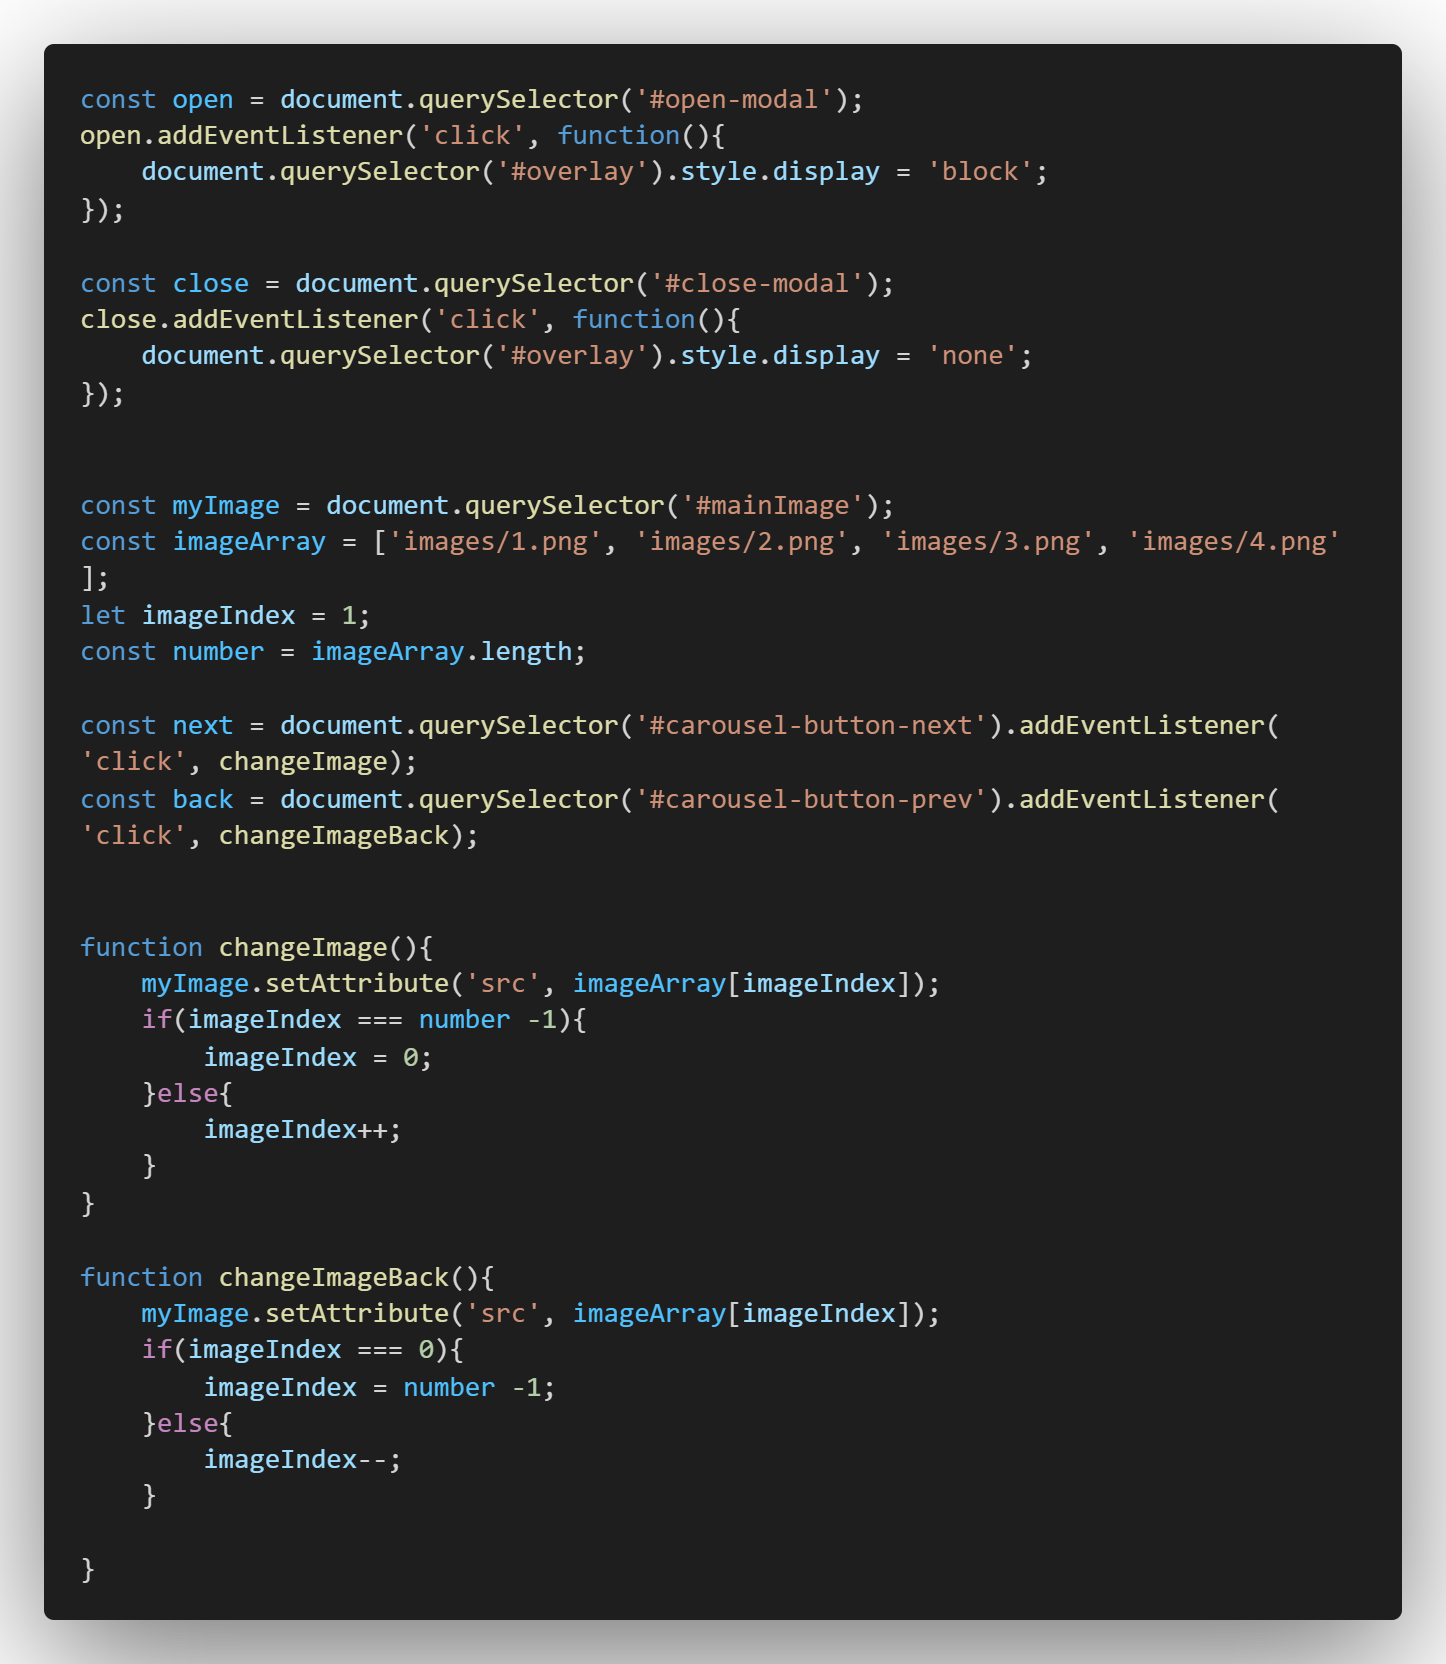 const open = document.querySelector('#open-modal');
open.addEventListener('click', function(){
    document.querySelector('#overlay').style.display = 'block';
});

const close = document.querySelector('#close-modal');
close.addEventListener('click', function(){
    document.querySelector('#overlay').style.display = 'none';
});


const myImage = document.querySelector('#mainImage');
const imageArray = ['images/1.png', 'images/2.png', 'images/3.png', 'images/4.png'
];
let imageIndex = 1;
const number = imageArray.length;

const next = document.querySelector('#carousel-button-next').addEventListener(
'click', changeImage);
const back = document.querySelector('#carousel-button-prev').addEventListener(
'click', changeImageBack);


function changeImage(){
    myImage.setAttribute('src', imageArray[imageIndex]);
    if(imageIndex === number -1){
        imageIndex = 0;
    }else{
        imageIndex++;
    }
}

function changeImageBack(){
    myImage.setAttribute('src', imageArray[imageIndex]);
    if(imageIndex === 0){
        imageIndex = number -1;
    }else{
        imageIndex--;
    }

}